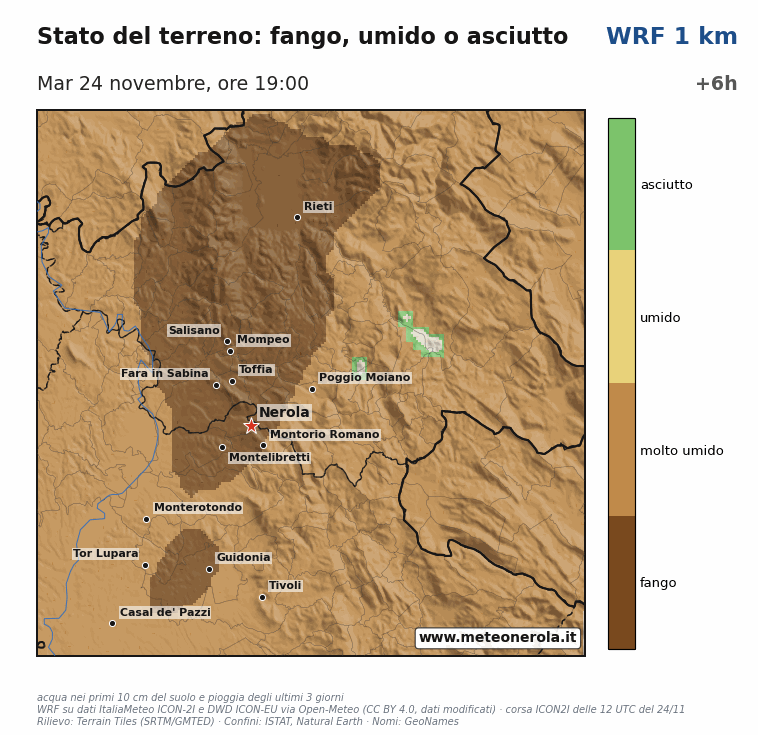 Stato del terreno: fango, umido o asciutto
WRF 1 km
Mar 24 novembre, ore 19:00
+6h
asciutto
Rieti
umido
Salisano
Mompeo
Fara in Sabina
Toffia
Poggio Moiano
Nerola
Montorio Romano
molto umido
Montelibretti
Monterotondo
Tor Lupara
Guidonia
fango
Tivoli
Casal de' Pazzi
www.meteonerola.it
acqua nei primi 10 cm del suolo e pioggia degli ultimi 3 giorni
WRF su dati ItaliaMeteo ICON-2I e DWD ICON-EU via Open-Meteo (CC BY 4.0, dati modificati) · corsa ICON2I delle 12 UTC del 24/11
Rilievo: Terrain Tiles (SRTM/GMTED) · Confini: ISTAT, Natural Earth · Nomi: GeoNames